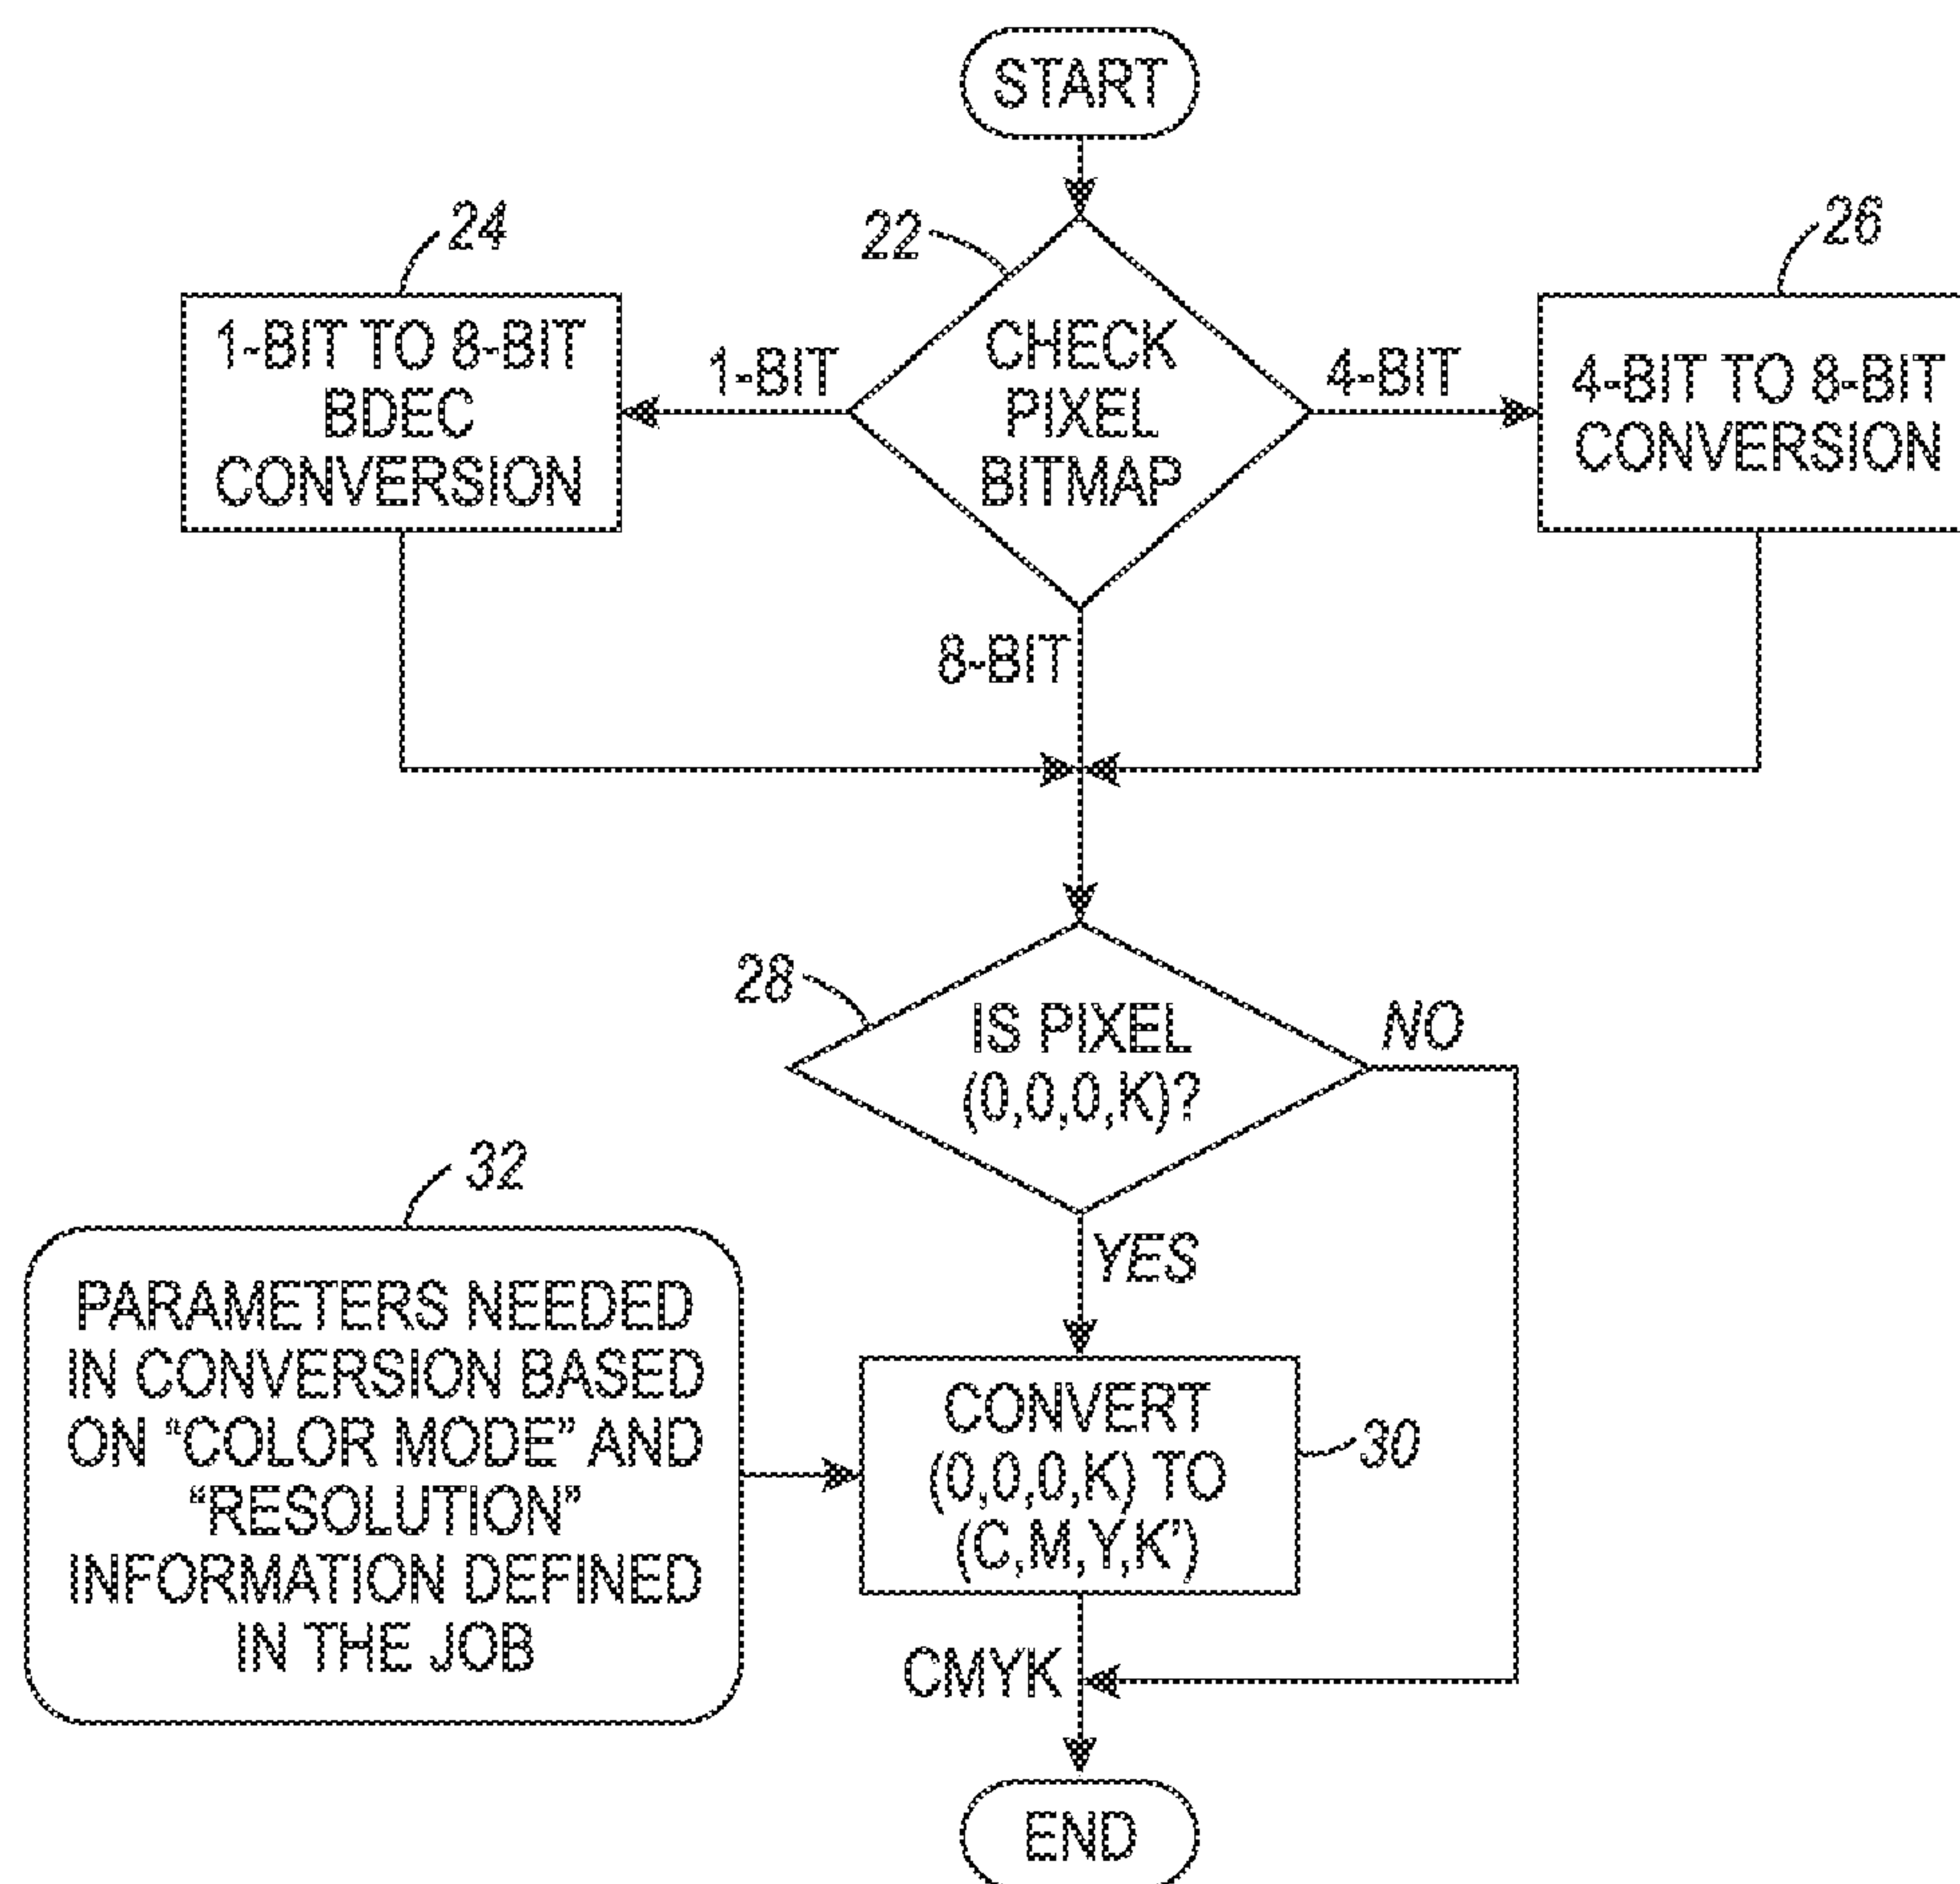 START
24
22
26
1-BIT TO 8-BIT
BDEC
CONVERSION
1-BIT
CHECK
PIXEL
BITMAP
4-BIT
4-BIT TO 8-BIT
CONVERSION
8-BIT
28
IS PIXEL
(0,0,0,K)?
NO
32
YES
PARAMETERS NEEDED
IN CONVERSION BASED
ON “COLOR MODE” AND
“RESOLUTION”
INFORMATION DEFINED
IN THE JOB
CONVERT
(0,0,0,K) TO
(C,M,Y,K’)
30
CMYK
END